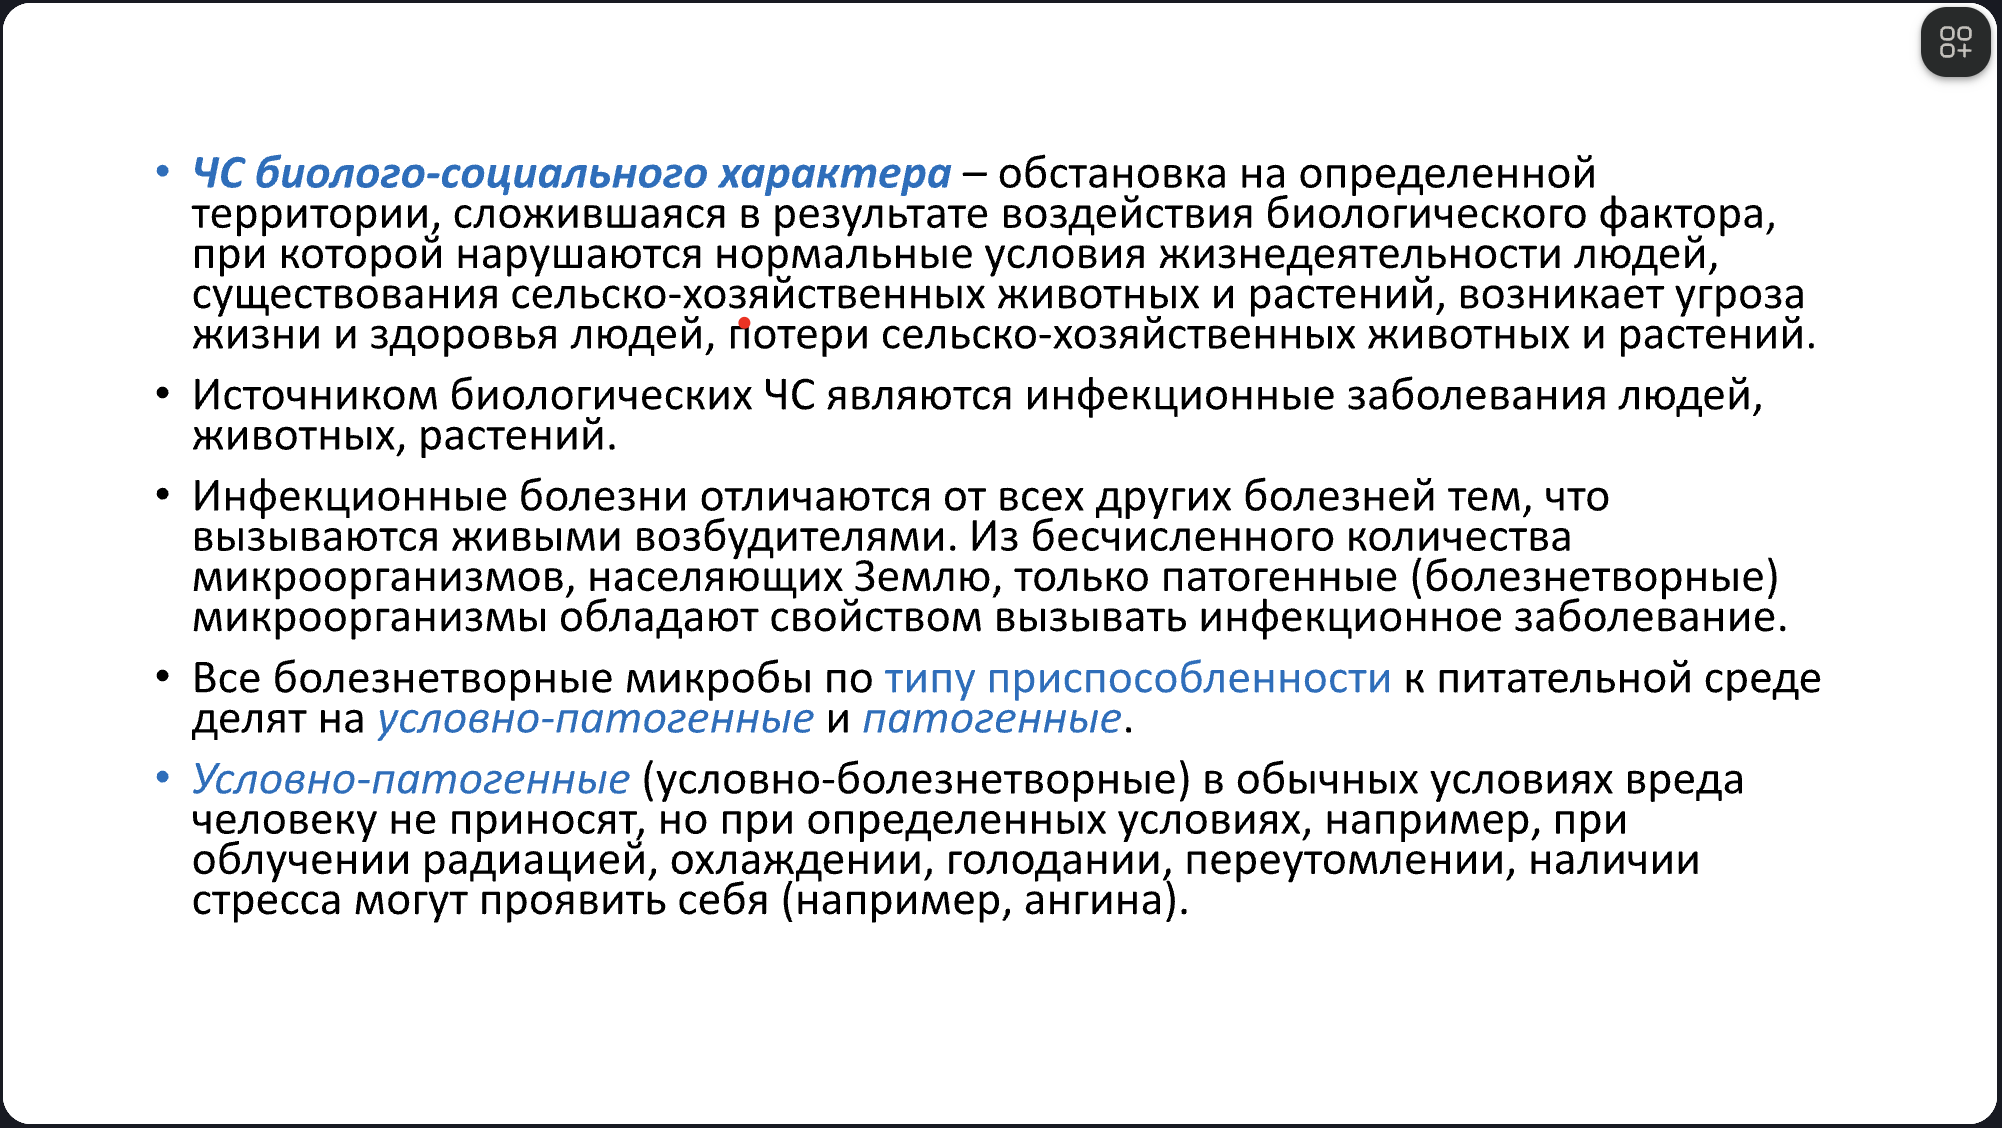 • ЧС биолого-социального характера – обстановка на определенной
территории, сложившаяся в результате воздействия биологического фактора,
при которой нарушаются нормальные условия жизнедеятельности людей,
существования сельско-хозяйственных животных и растений, возникает угроза
жизни и здоровья людей, потери сельско-хозяйственных животных и растений.
• Источником биологических ЧС являются инфекционные заболевания людей,
животных, растений.
• Инфекционные болезни отличаются от всех других болезней тем, что
вызываются живыми возбудителями. Из бесчисленного количества
микроорганизмов, населяющих Землю, только патогенные (болезнетворные)
микроорганизмы обладают свойством вызывать инфекционное заболевание.
• Все болезнетворные микробы по типу приспособленности к питательной среде
делят на условно-патогенные и патогенные.
• Условно-патогенные (условно-болезнетворные) в обычных условиях вреда
человеку не приносят, но при определенных условиях, например, при
облучении радиацией, охлаждении, голодании, переутомлении, наличии
стресса могут проявить себя (например, ангина).